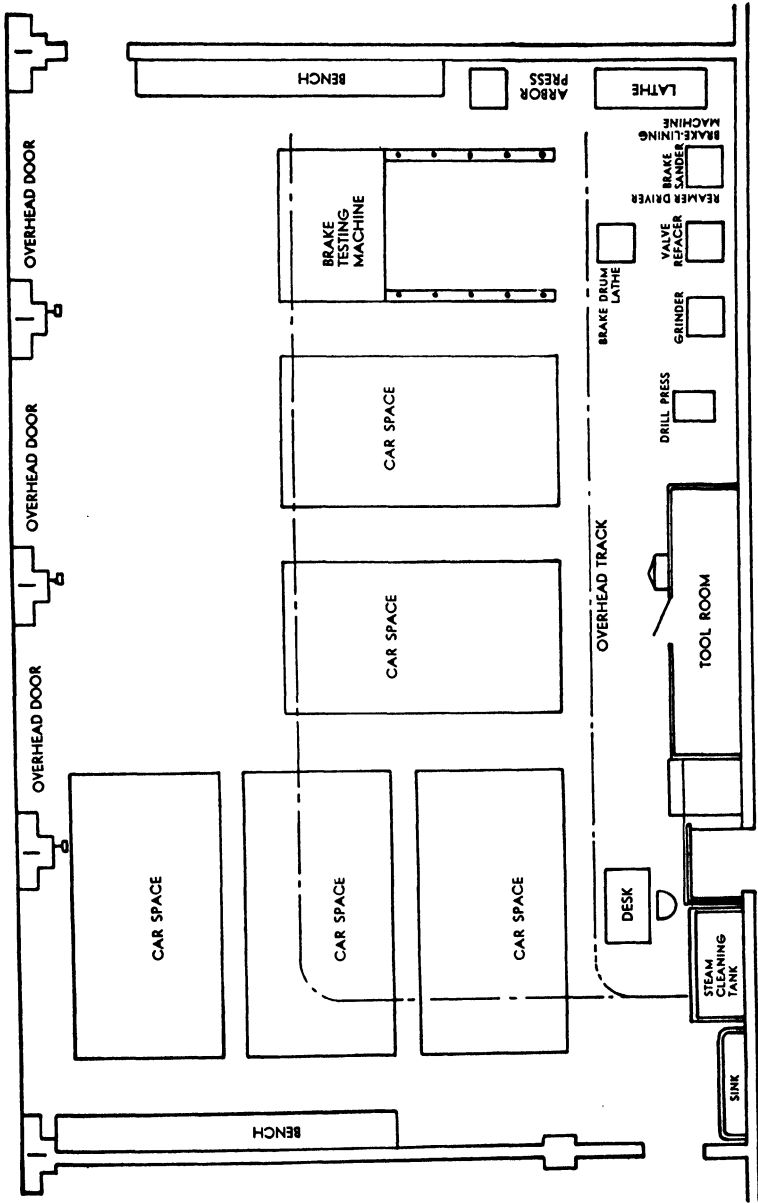 OVERHEAD DOOR
OVERHEAD DOOR
OVERHEAD DOOR
BENCH
ARBOR
PRESS
LATHE
BRAKE-LINING
MACHINE
BRAKE
SANDER
REAMER DRIVER
VALVE
REFACER
GRINDER
DRILL PRESS
BRAKE DRUM
LATHE
BRAKE
TESTING
MACHINE
CAR SPACE
CAR SPACE
OVERHEAD TRACK
TOOL ROOM
CAR SPACE
CAR SPACE
CAR SPACE
DESK
STEAM
CLEANING
TANK
SINK
BENCH